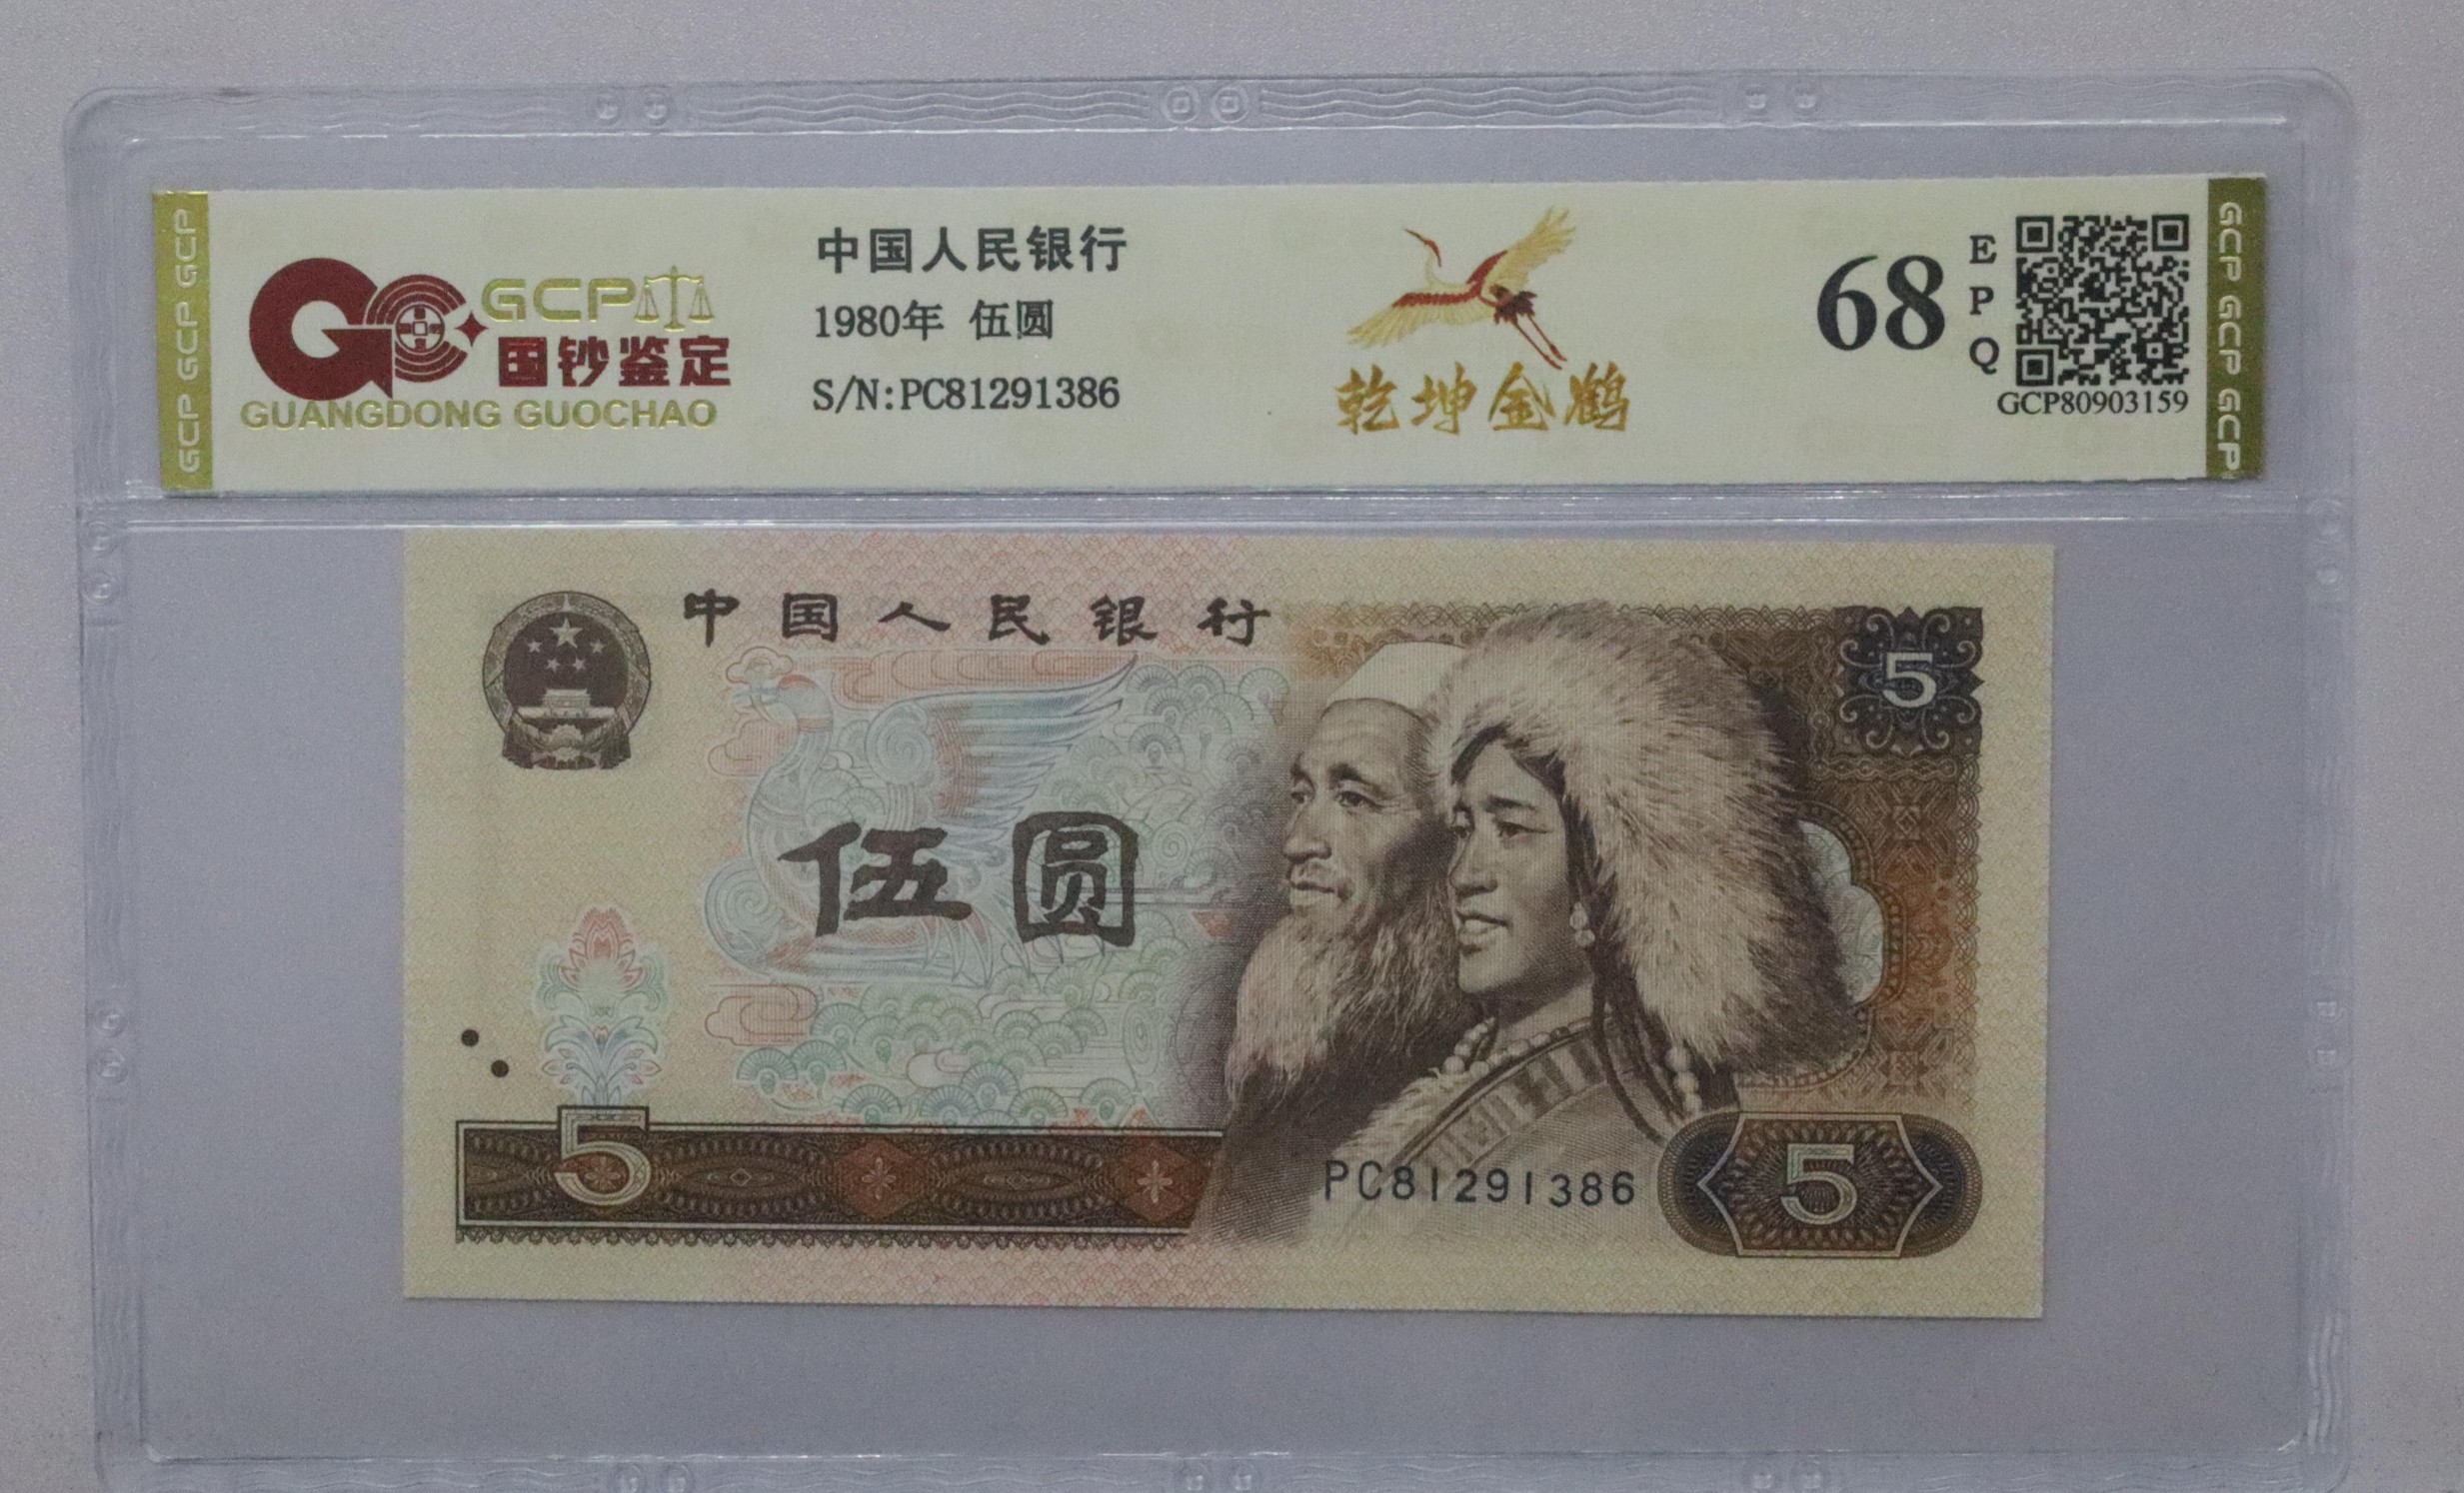 GCP
国钞鉴定
GUANGDONG GUOCHAO
中国人民银行
1980年 伍圆
S/N:PC81291386
乾坤金鹤
68
E
P
Q
GCP80903159
GCP GCP GCP
GCP GCP GCP
中国人民银行
5
伍圆
5
PC81291386
5